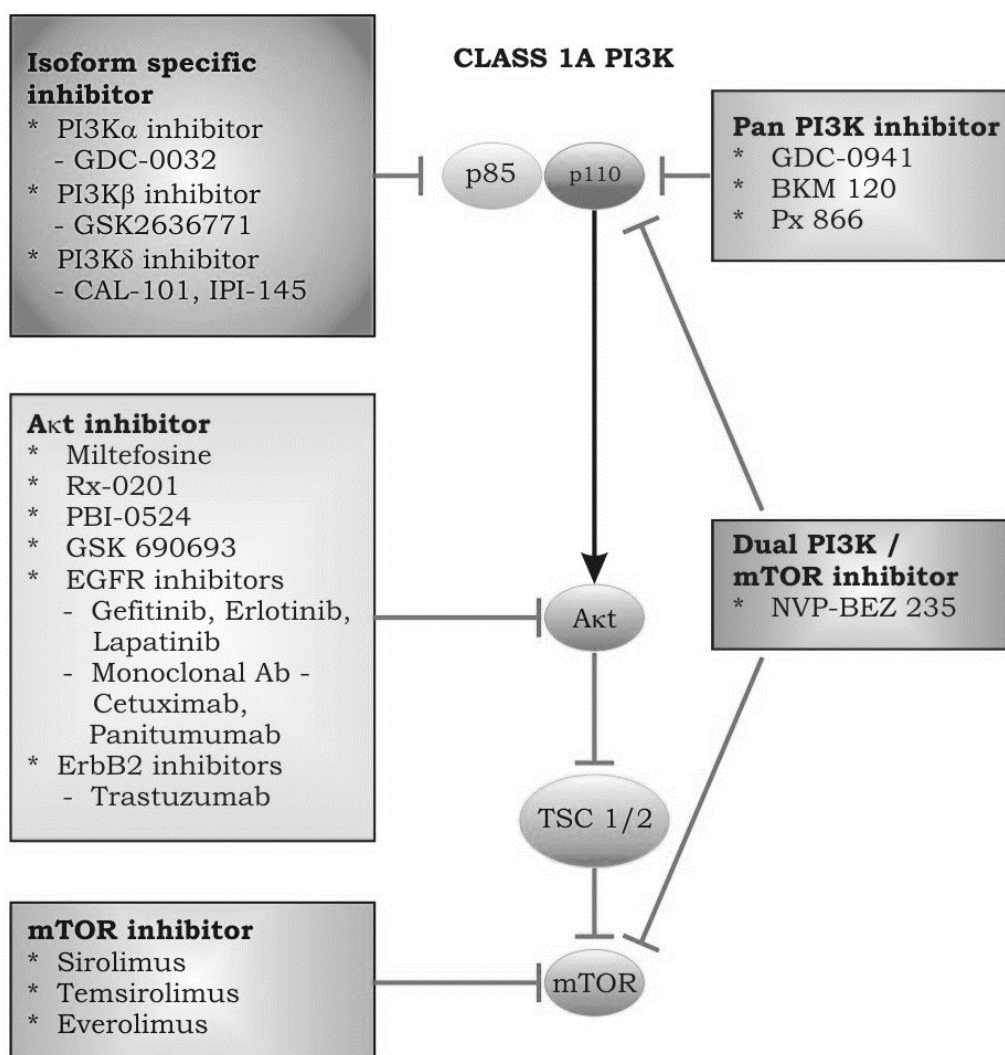 CLASS 1A PI3K
Isoform specific
inhibitor
* PI3Kα inhibitor
- GDC-0032
* PI3Kβ inhibitor
- GSK2636771
* PI3Kδ inhibitor
- CAL-101, IPI-145
p85
p110
Pan PI3K inhibitor
* GDC-0941
* BKM 120
* Px 866
Aκt inhibitor
* Miltefosine
* Rx-0201
* PBI-0524
* GSK 690693
* EGFR inhibitors
- Gefitinib, Erlotinib,
Lapatinib
- Monoclonal Ab -
Cetuximab,
Panitumumab
* ErbB2 inhibitors
- Trastuzumab
Aκt
Dual PI3K /
mTOR inhibitor
* NVP-BEZ 235
TSC 1/2
mTOR inhibitor
* Sirolimus
* Temsirolimus
* Everolimus
mTOR